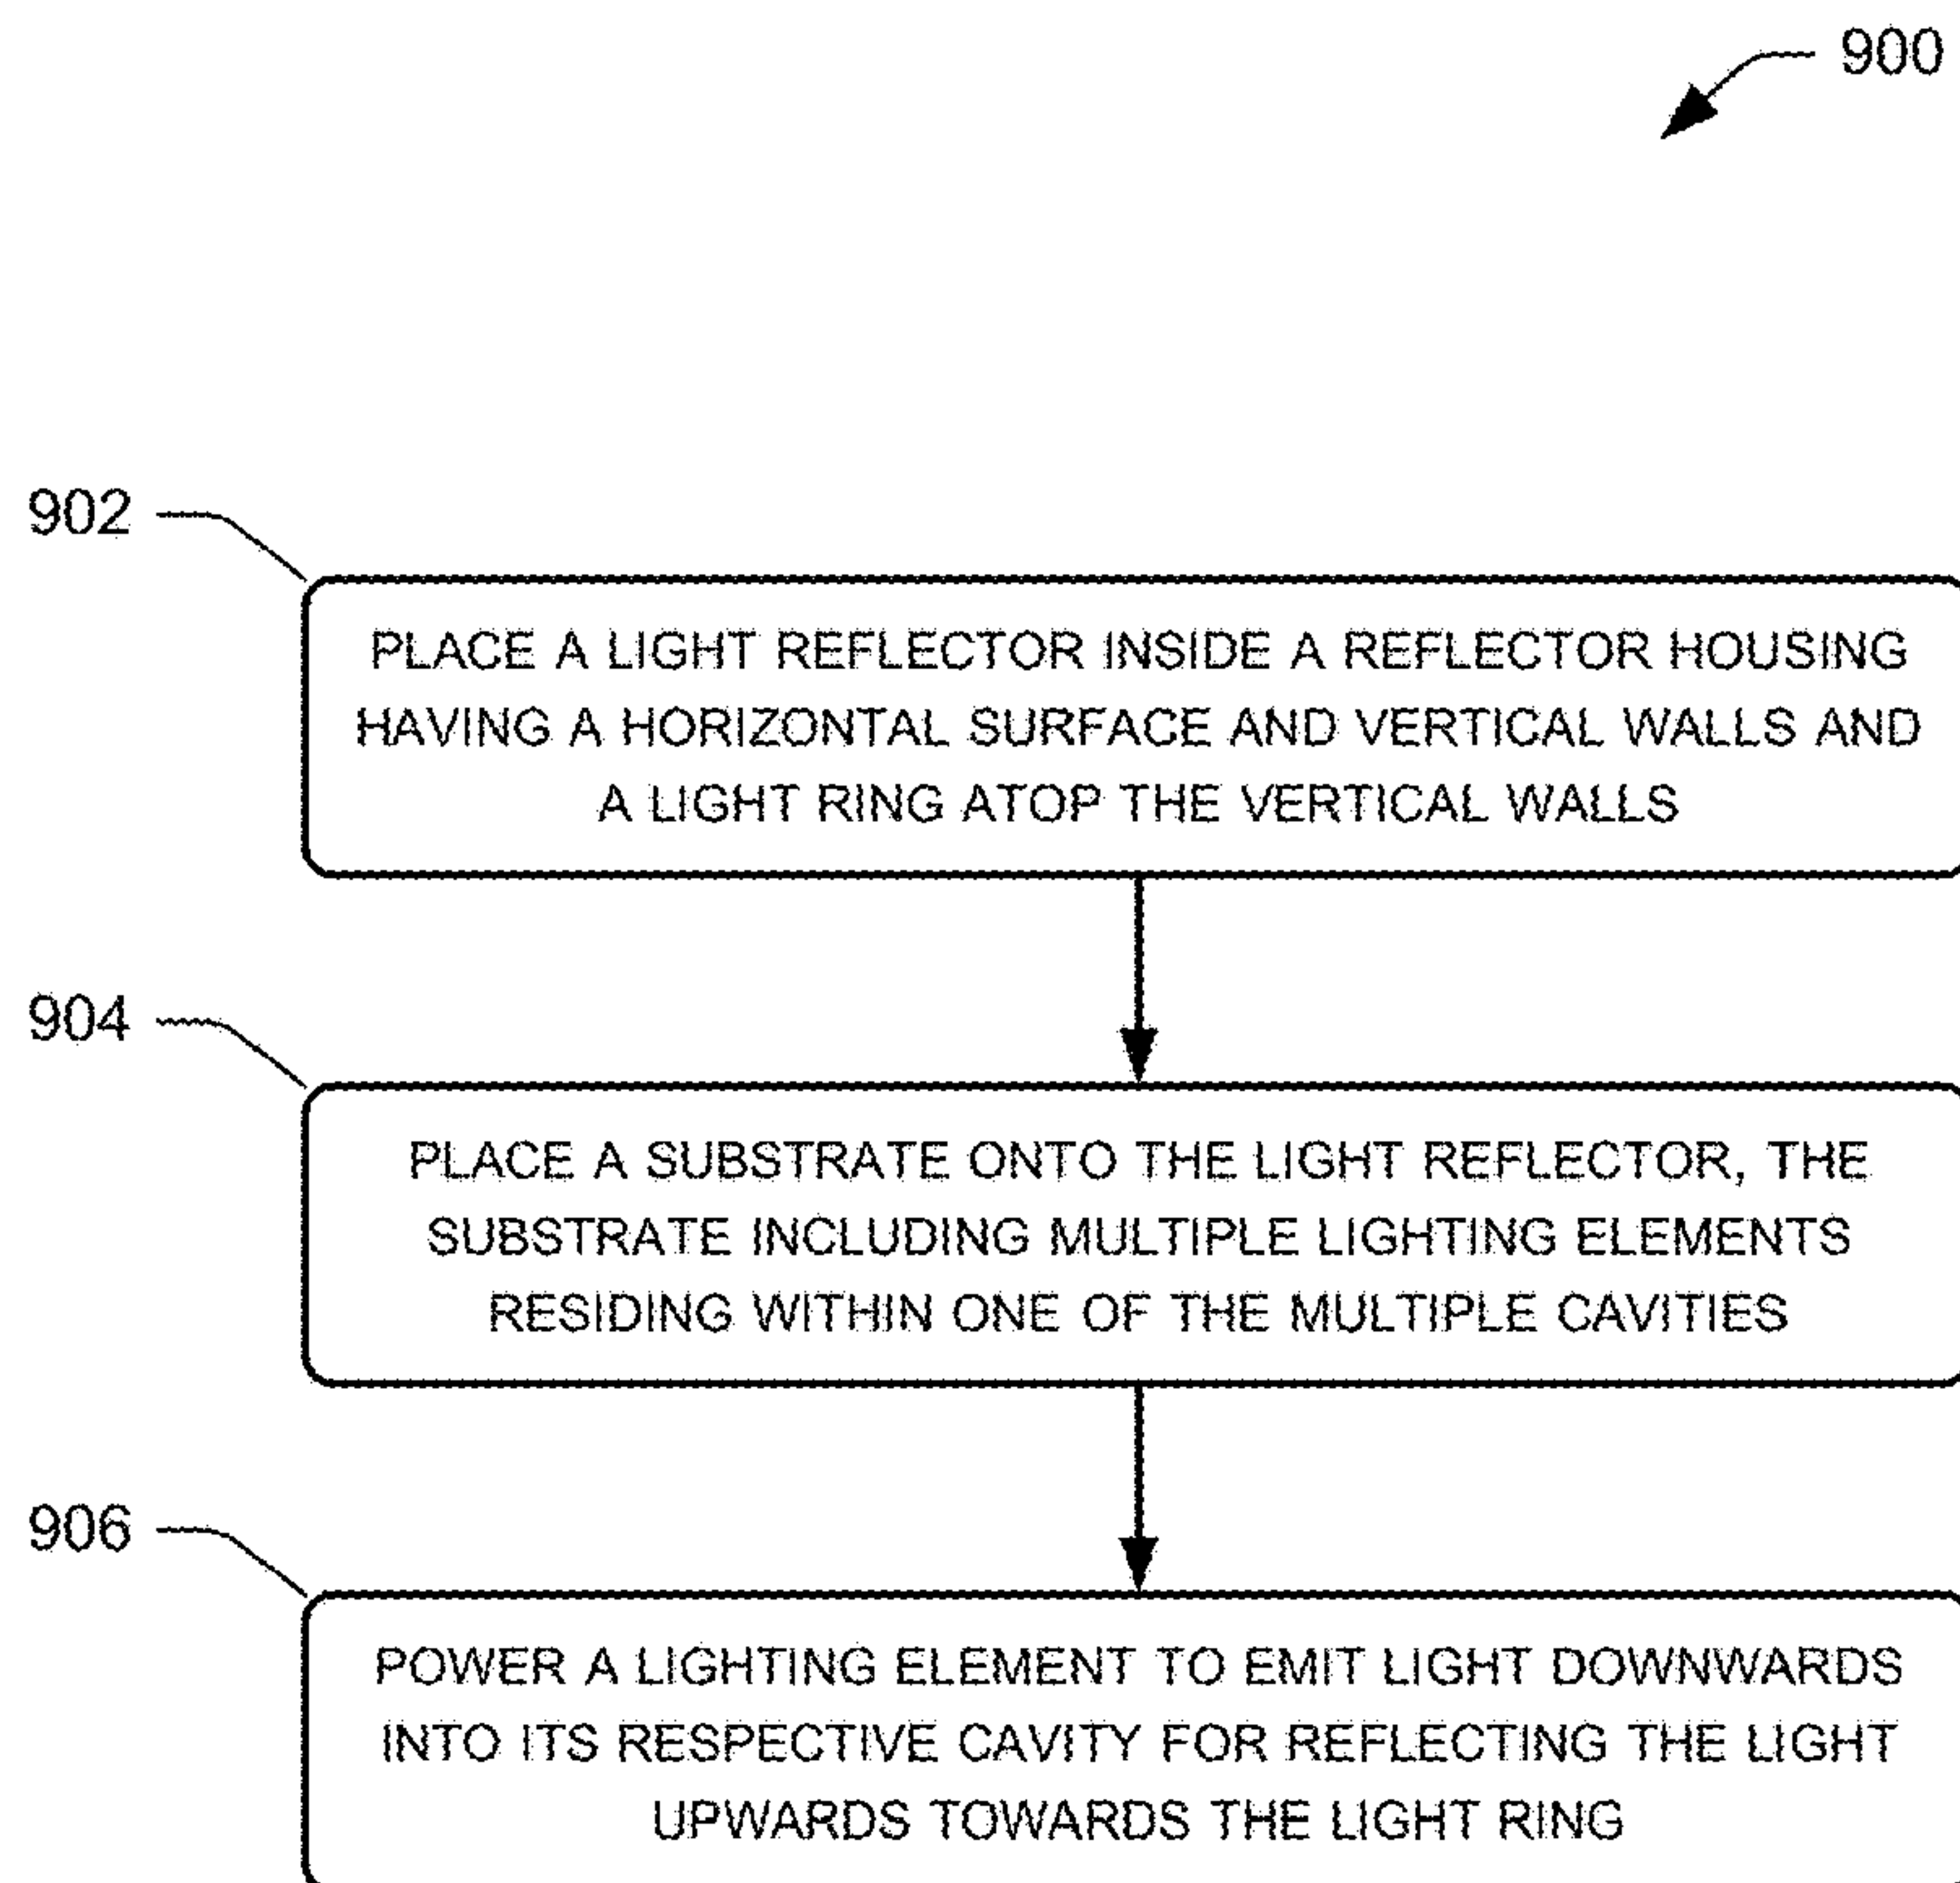 900
902
PLACE A LIGHT REFLECTOR INSIDE A REFLECTOR HOUSING
HAVING A HORIZONTAL SURFACE AND VERTICAL WALLS AND
A LIGHT RING ATOP THE VERTICAL WALLS
904
PLACE A SUBSTRATE ONTO THE LIGHT REFLECTOR, THE
SUBSTRATE INCLUDING MULTIPLE LIGHTING ELEMENTS
RESIDING WITHIN ONE OF THE MULTIPLE CAVITIES
906
POWER A LIGHTING ELEMENT TO EMIT LIGHT DOWNWARDS
INTO ITS RESPECTIVE CAVITY FOR REFLECTING THE LIGHT
UPWARDS TOWARDS THE LIGHT RING